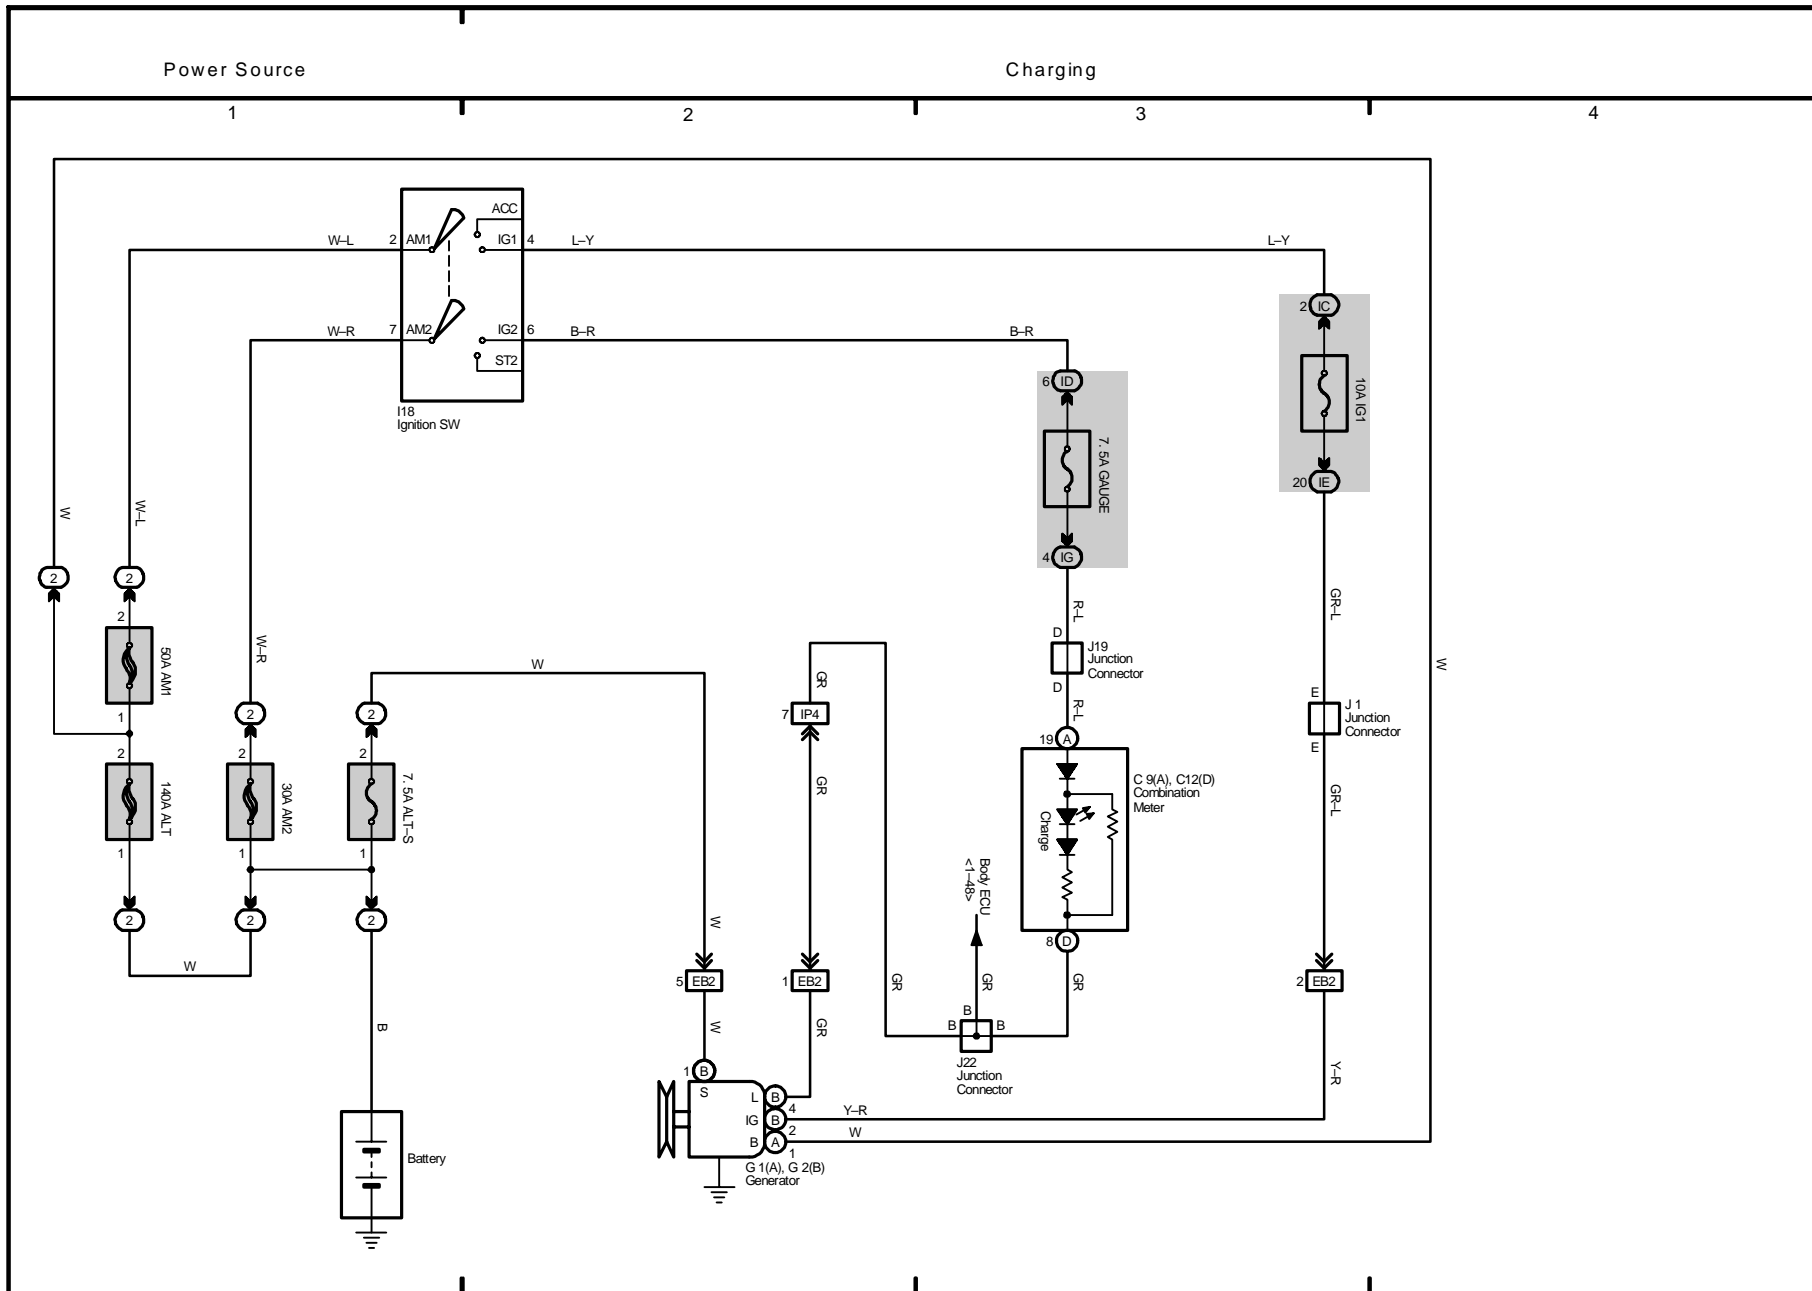 Power Source
Charging
1
2
3
4
ACC
W–L
2
AM1
IG1
4
L–Y
L–Y
W–R
7
AM2
IG2
6
B–R
B–R
ST2
I18
Ignition SW
2
IC
10A IG1
20
IE
6
ID
7. 5A GAUGE
4
IG
W
W–L
2
2
2
50A AM1
1
W–R
2
2
2
2
2
140A ALT
30A AM2
7. 5A ALT–S
1
1
1
2
2
2
W
W
B
Battery
W
5
EB2
W
1
B
S
GR
7
IP4
GR
1
EB2
GR
GR
R–L
D
J19
Junction
Connector
D
R–L
19
A
C 9(A), C12(D)
Combination
Meter
Charge
8
D
GR
Body ECU
<1–48>
GR
B
B
B
J22
Junction
Connector
GR–L
E
J 1
Junction
Connector
E
GR–L
2
EB2
Y–R
W
L
B
4
IG
B
2
Y–R
B
A
1
W
G 1(A), G 2(B)
Generator